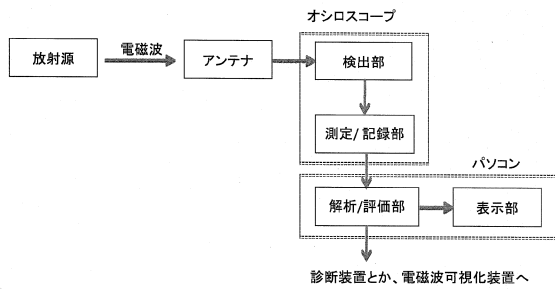 オシロスコープ
放射源
電磁波
アンテナ
検出部
測定/記録部
パソコン
解析/評価部
表示部
診断装置とか、電磁波可視化装置へ